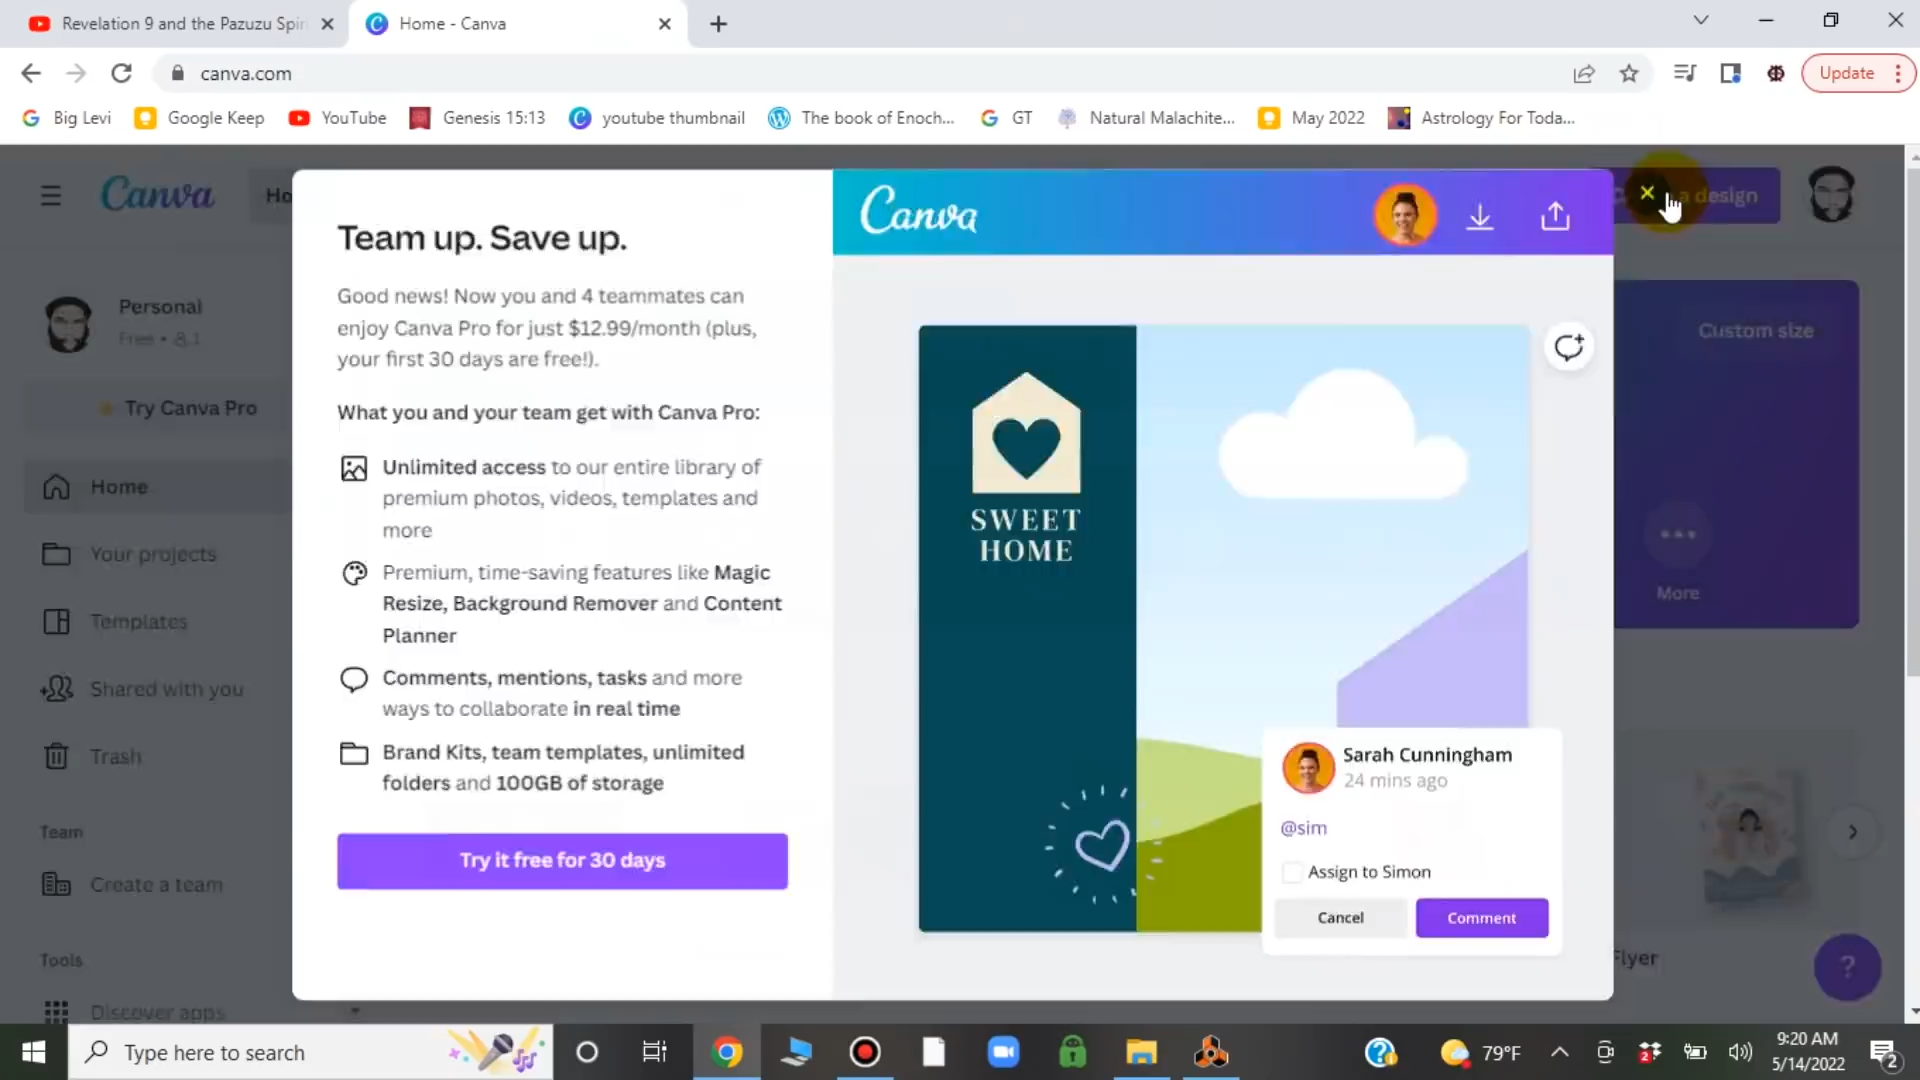 Revelation 9 and the Pazuzu Spiri
Home - Canva
canva.com
Update
Big Levi
Google Keep
YouTube
Genesis 15:13
youtube thumbnail
The book of Enoch...
GT
Natural Malachite...
May 2022
Astrology For Toda...
Canva
Team up. Save up.
Good news! Now you and 4 teammates can
enjoy Canva Pro for just $12.99/month (plus,
your first 30 days are free!).
What you and your team get with Canva Pro:
Unlimited access to our entire library of
premium photos, videos, templates and
more
Premium, time-saving features like Magic
Resize, Background Remover and Content
Planner
Comments, mentions, tasks and more
ways to collaborate in real time
Brand Kits, team templates, unlimited
folders and 100GB of storage
Try it free for 30 days
Canva
SWEET
HOME
Sarah Cunningham
24 mins ago
@sim
Assign to Simon
Cancel
Comment
a design
Custom size
More
Flyer
?
Personal
Free • 1
Try Canva Pro
Home
Your projects
Templates
Shared with you
Trash
Team
Create a team
Tools
Discover apps
Type here to search
79°F
2
9:20 AM
5/14/2022
2